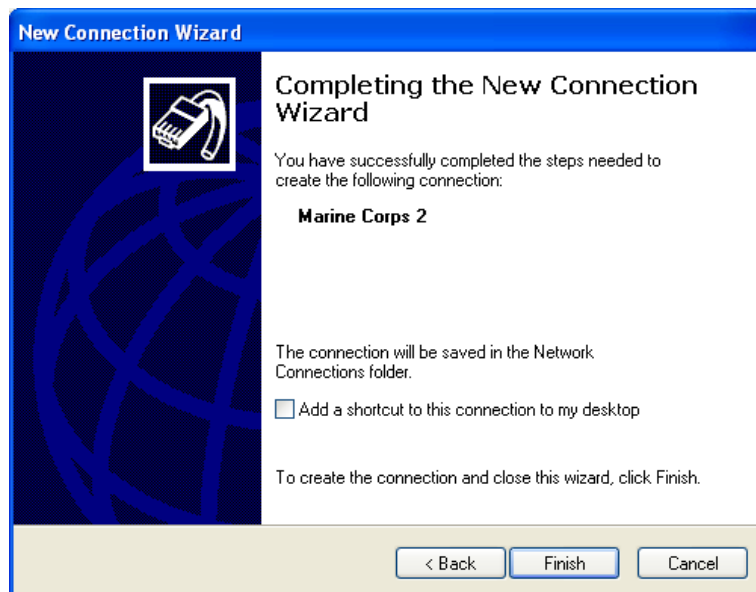 New Connection Wizard
Completing the New Connection
Wizard
You have successfully completed the steps needed to
create the following connection:
Marine Corps 2
The connection will be saved in the Network
Connections folder.
Add a shortcut to this connection to my desktop
To create the connection and close this wizard, click Finish.
< Back
Finish
Cancel